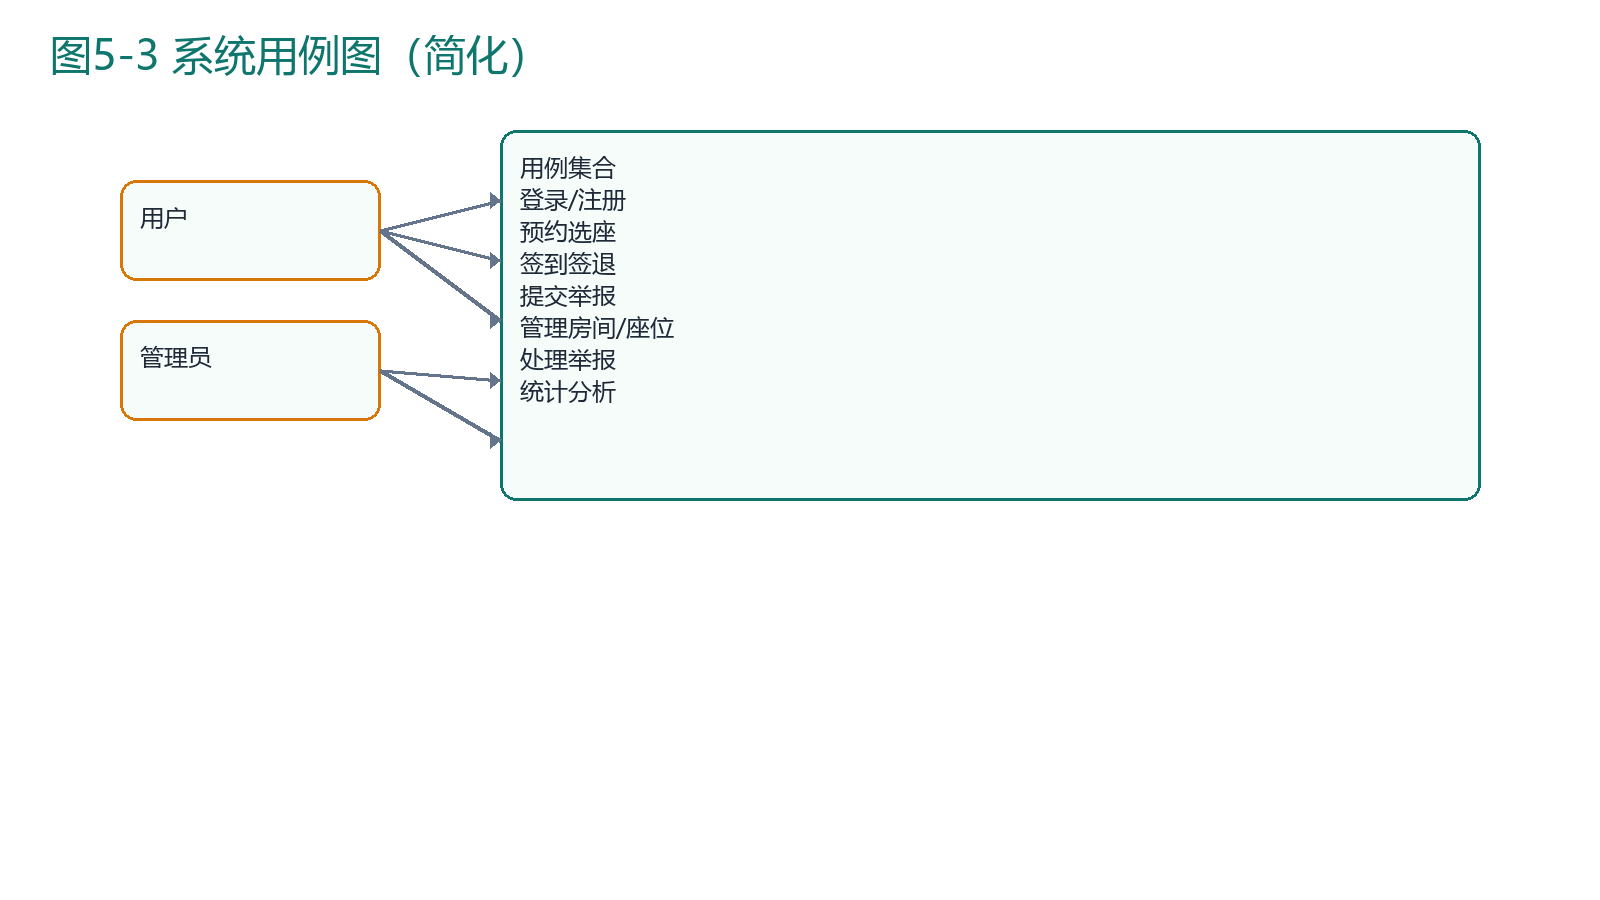 图5-3 系统用例图（简化）
用户
管理员
用例集合
登录/注册
预约选座
签到签退
提交举报
管理房间/座位
处理举报
统计分析